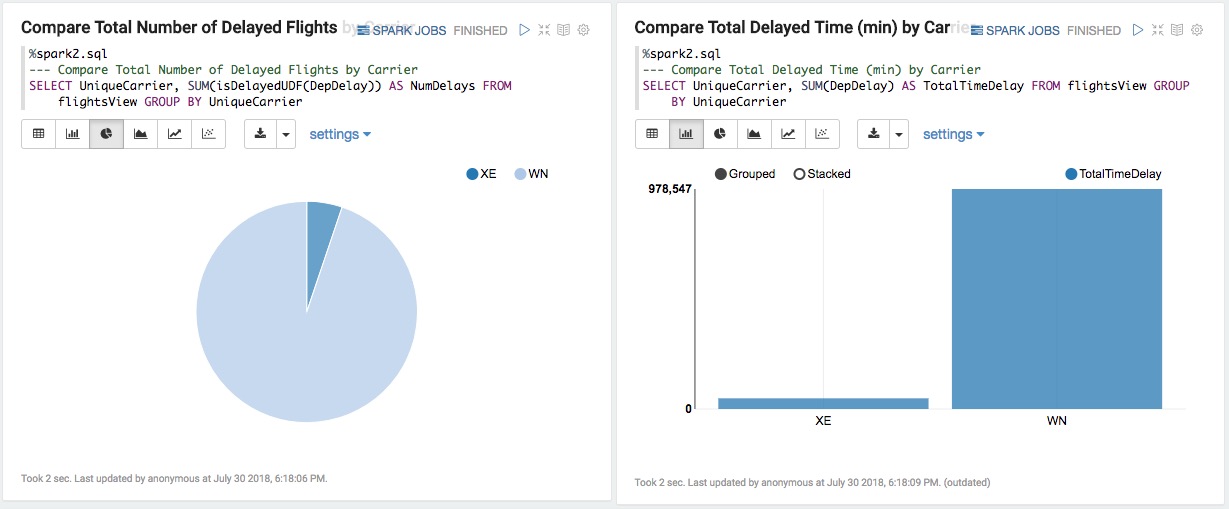 Compare Total Number of Delayed Flights by Carrier
SPARK JOBS FINISHED
%spark2.sql
--- Compare Total Number of Delayed Flights by Carrier
SELECT UniqueCarrier, SUM(isDelayedUDF(DepDelay)) AS NumDelays FROM
flightsView GROUP BY UniqueCarrier
settings
XE WN
Took 2 sec. Last updated by anonymous at July 30 2018, 6:18:06 PM.
Compare Total Delayed Time (min) by Carrie
SPARK JOBS FINISHED
%spark2.sql
--- Compare Total Delayed Time (min) by Carrier
SELECT UniqueCarrier, SUM(DepDelay) AS TotalTimeDelay FROM flightsView GROUP
BY UniqueCarrier
settings
Grouped Stacked TotalTimeDelay
978,547
0
XE WN
Took 2 sec. Last updated by anonymous at July 30 2018, 6:18:09 PM. (outdated)